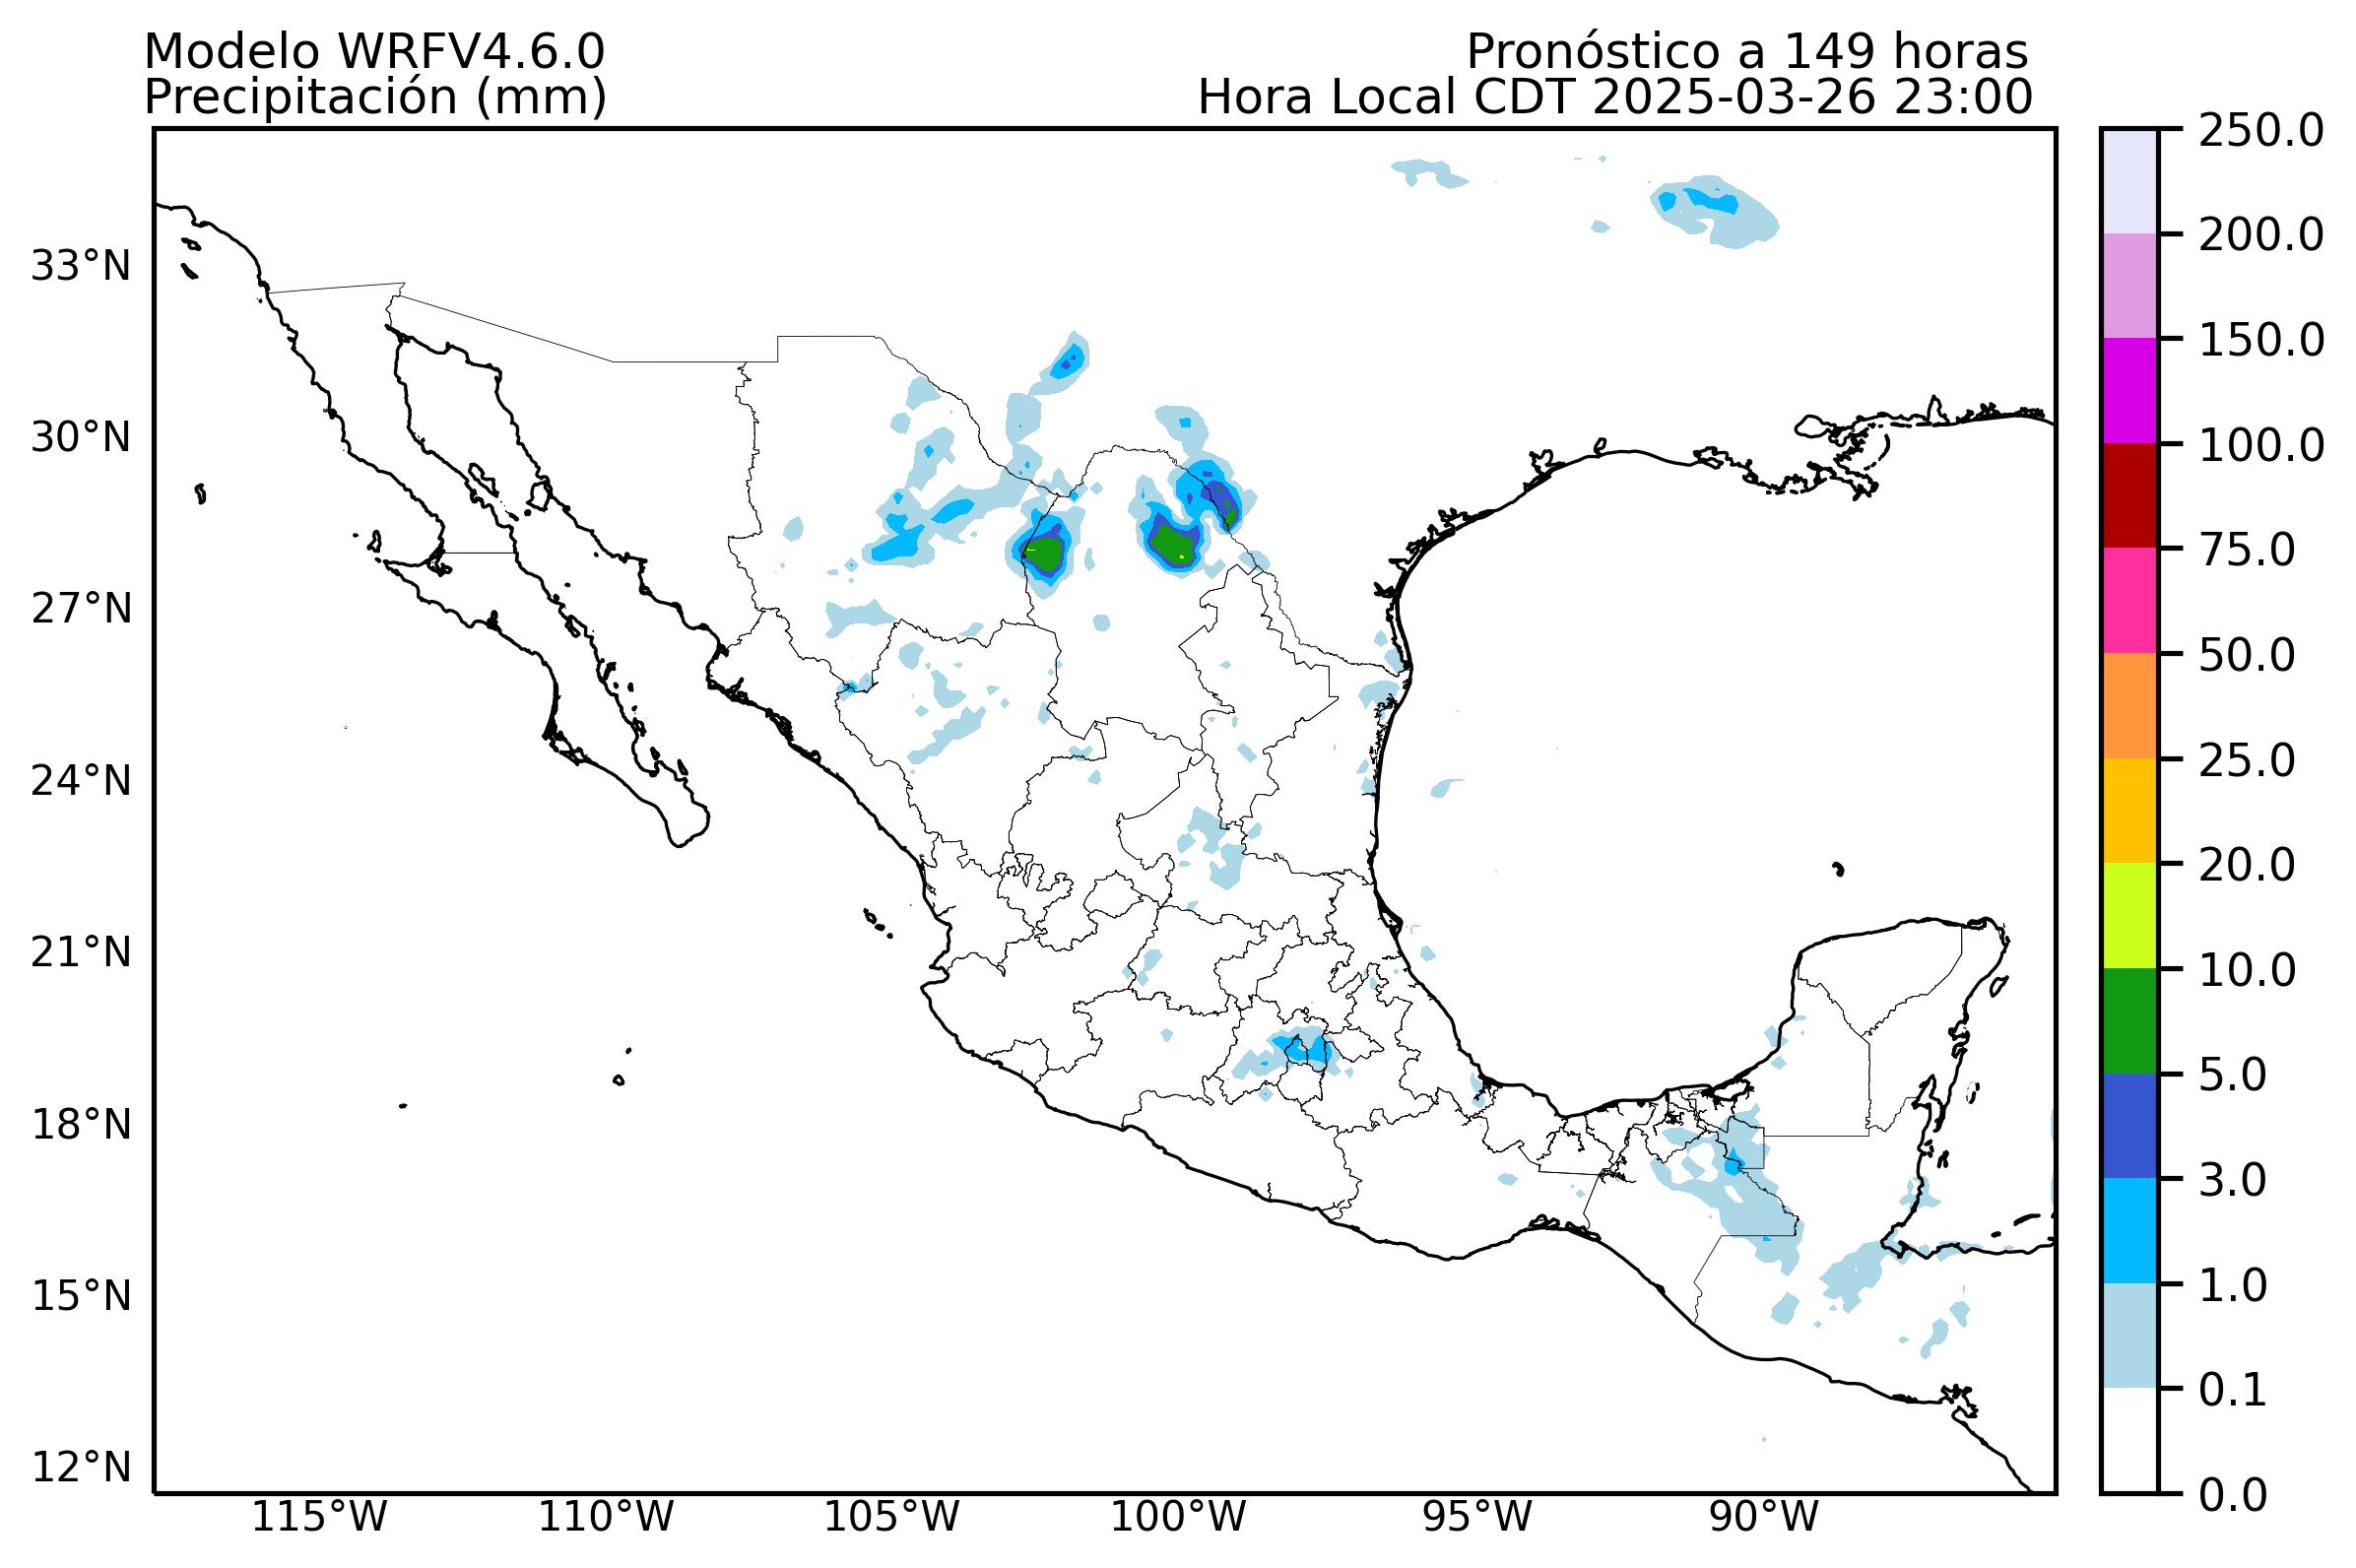 Modelo WRFV4.6.0
Pronóstico a 149 horas
Precipitación (mm)
Hora Local CDT 2025-03-26 23:00
33°N
30°N
27°N
24°N
21°N
18°N
15°N
12°N
115°W
110°W
105°W
100°W
95°W
90°W
250.0
200.0
150.0
100.0
75.0
50.0
25.0
20.0
10.0
5.0
3.0
1.0
0.1
0.0